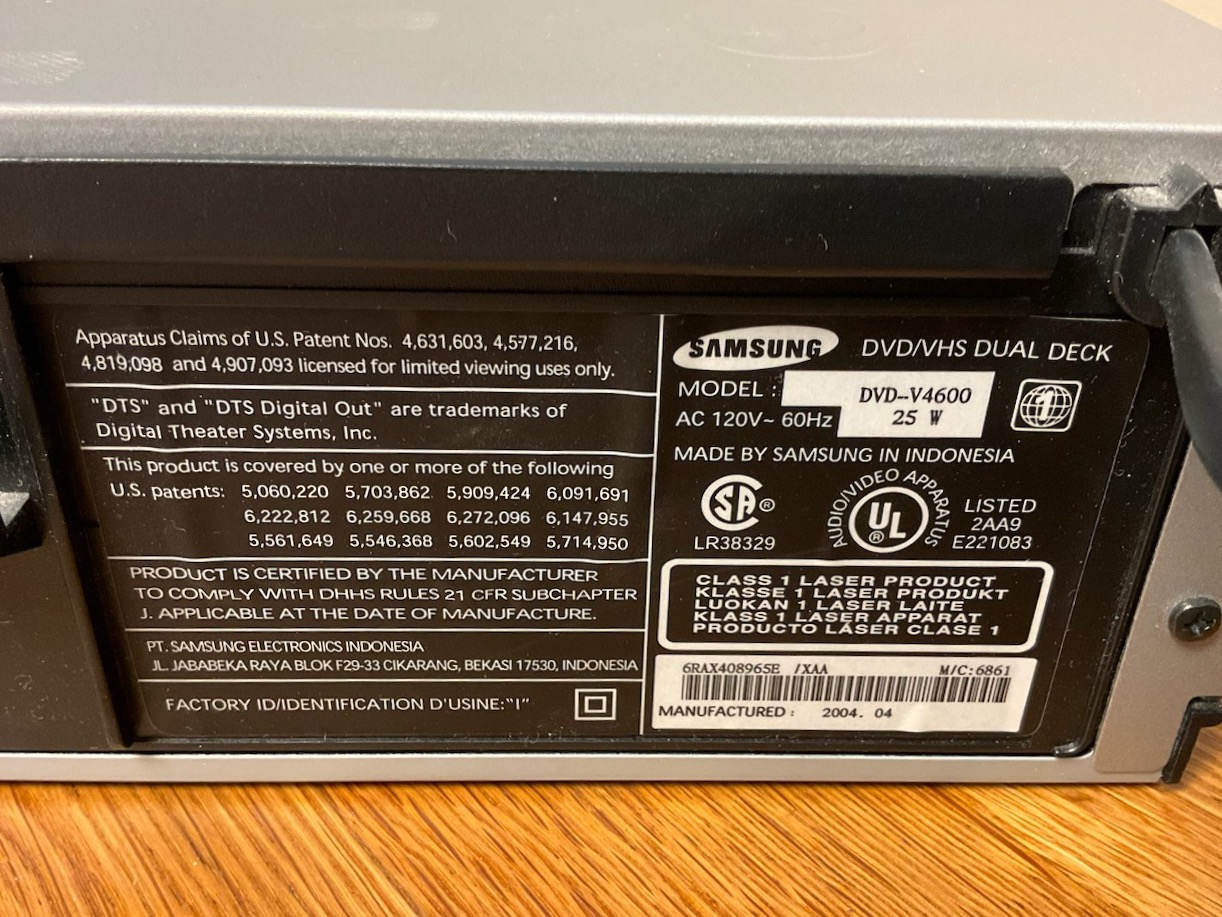 Apparatus Claims of U.S. Patent Nos. 4,631,603, 4,577,216,
4,819,098 and 4,907,093 licensed for limited viewing uses only.
"DTS" and "DTS Digital Out" are trademarks of
Digital Theater Systems, Inc.
This product is covered by one or more of the following
U.S. patents: 5,060,220 5,703,862 5,909,424 6,091,691
6,222,812 6,259,668 6,272,096 6,147,955
5,561,649 5,546,368 5,602,549 5,714,950
PRODUCT IS CERTIFIED BY THE MANUFACTURER
TO COMPLY WITH DHHS RULES 21 CFR SUBCHAPTER
J. APPLICABLE AT THE DATE OF MANUFACTURE.
PT. SAMSUNG ELECTRONICS INDONESIA
JL. JABABEKA RAYA BLOK F29-33 CIKARANG, BEKASI 17530, INDONESIA
FACTORY ID/IDENTIFICATION D'USINE:"I"
SAMSUNG DVD/VHS DUAL DECK
MODEL : DVD-V4600
AC 120V~ 60Hz 25 W
1
MADE BY SAMSUNG IN INDONESIA
SA ®
LR38329
AUDIO/VIDEO APPARATUS
UL ®
LISTED
2AA9
E221083
CLASS 1 LASER PRODUCT
KLASSE 1 LASER PRODUKT
LUOKAN 1 LASER LAITE
KLASS 1 LASER APPARAT
PRODUCTO LÁSER CLASE 1
6RAX408965E /XAA M/C:6861
MANUFACTURED : 2004. 04